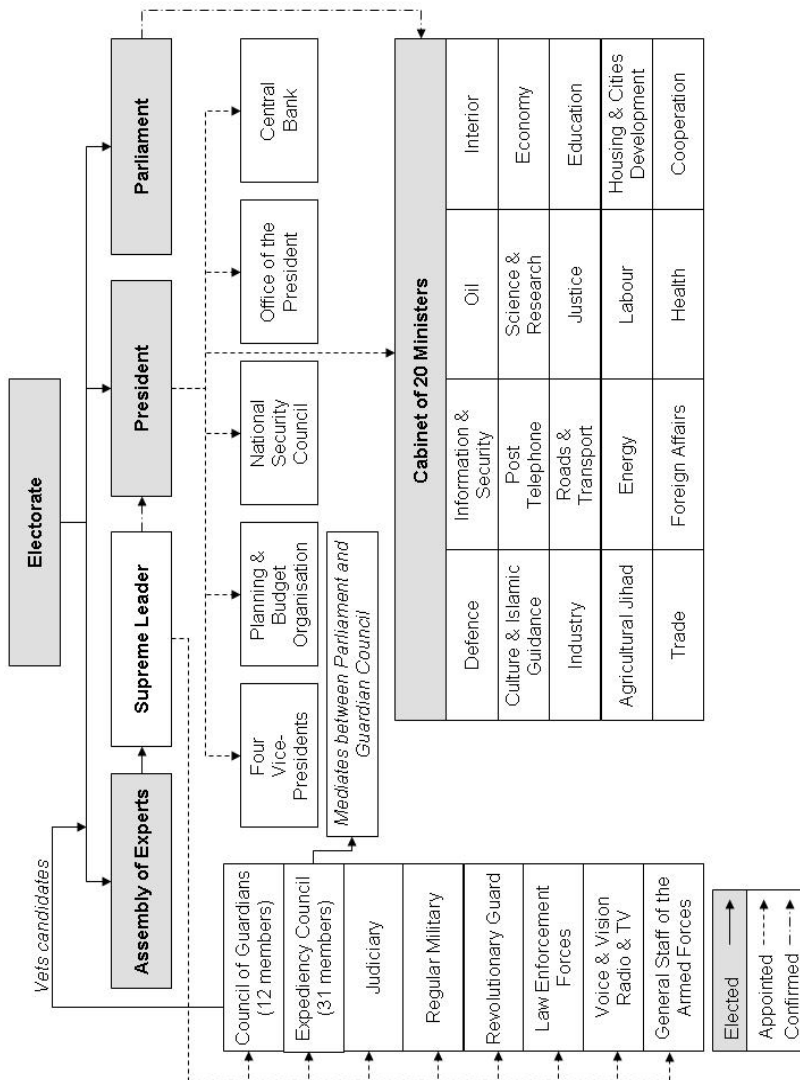 Electorate
Vets candidates
Assembly of Experts
Supreme Leader
President
Parliament
Council of Guardians
(12 members)
Expediency Council
(31 members)
Judiciary
Regular Military
Revolutionary Guard
Law Enforcement
Forces
Voice & Vision
Radio & TV
General Staff of the
Armed Forces
Four
Vice-
Presidents
Planning &
Budget
Organisation
National
Security
Council
Office of the
President
Central
Bank
Mediates between Parliament and
Guardian Council
Cabinet of 20 Ministers
Defence
Information &
Security
Oil
Interior
Culture & Islamic
Guidance
Post
Telephone
Science &
Research
Economy
Industry
Roads &
Transport
Justice
Education
Agricultural Jihad
Energy
Labour
Housing & Cities
Development
Trade
Foreign Affairs
Health
Cooperation
Elected
Appointed
Confirmed